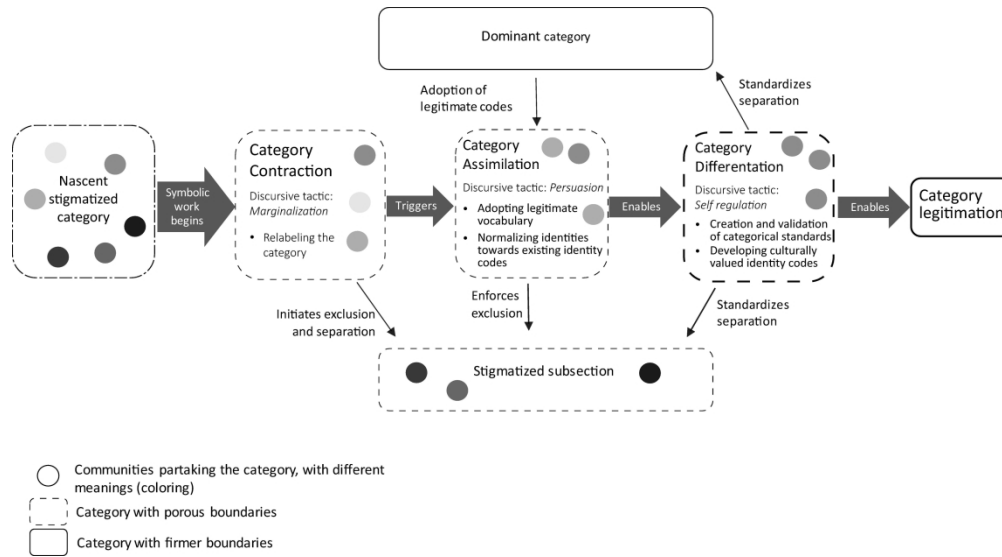 Dominant category
Adoption of
legitimate codes
Standardizes
separation
Nascent
stigmatized
category
Symbolic
work
begins
Category
Contraction
Discursive tactic:
Marginalization
• Relabeling the
category
Triggers
Category
Assimilation
Discursive tactic: Persuasion
• Adopting legitimate
vocabulary
• Normalizing identities
towards existing identity
codes
Enables
Category
Differentation
Discursive tactic:
Self regulation
• Creation and validation
of categorical standards
• Developing culturally
valued identity codes
Enables
Category
legitimation
Initiates exclusion
and separation
Enforces
exclusion
Standardizes
separation
Stigmatized subsection
Communities partaking the category, with different
meanings (coloring)
Category with porous boundaries
Category with firmer boundaries